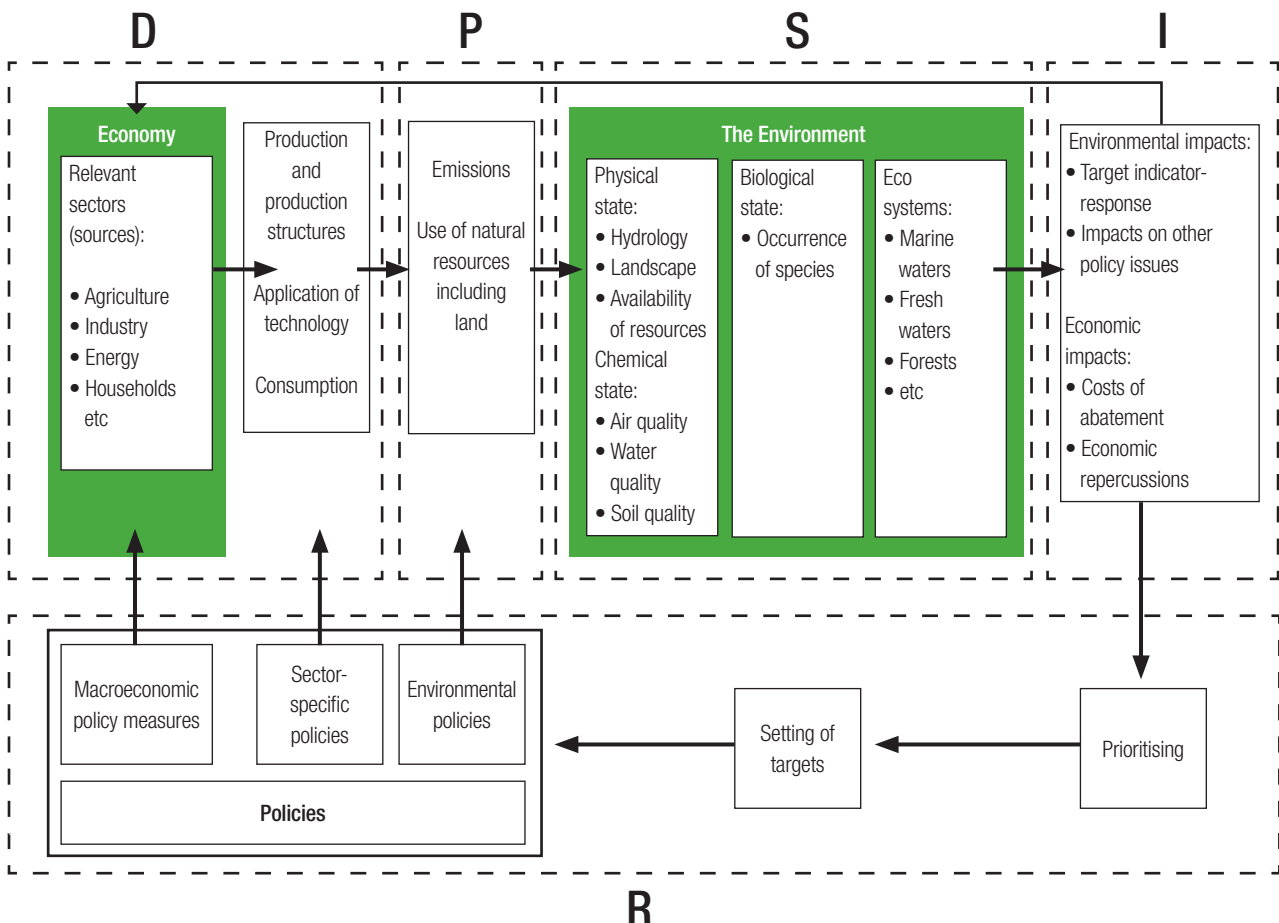 D
P
S
I
Economy
Relevant
sectors
(sources):
• Agriculture
• Industry
• Energy
• Households
etc
Production
and
production
structures
Application of
technology
Consumption
Emissions
Use of natural
resources
including
land
The Environment
Physical
state:
• Hydrology
• Landscape
• Availability
of resources
Chemical
state:
• Air quality
• Water
quality
• Soil quality
Biological
state:
• Occurrence
of species
Eco
systems:
• Marine
waters
• Fresh
waters
• Forests
• etc
Environmental impacts:
• Target indicator-
response
• Impacts on other
policy issues
Economic
impacts:
• Costs of
abatement
• Economic
repercussions
Macroeconomic
policy measures
Sector-
specific
policies
Environmental
policies
Policies
Setting of
targets
Prioritising
R